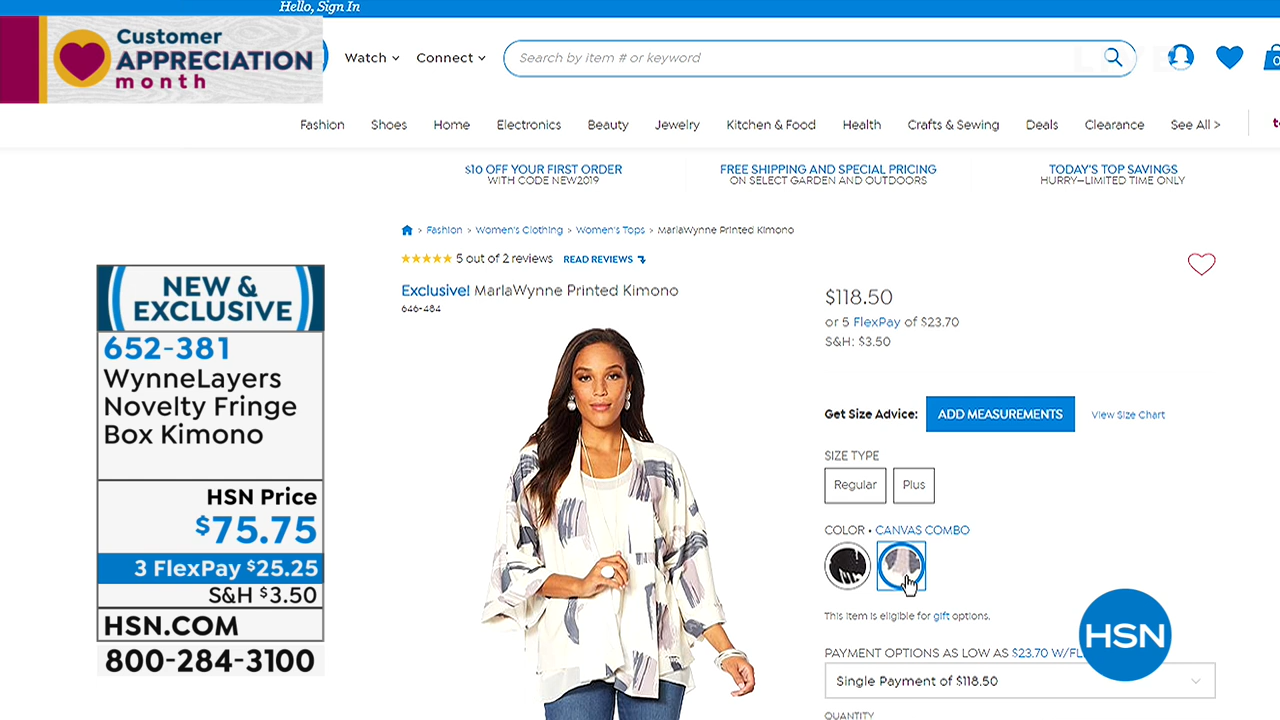 Hello, Sign In
Customer
APPRECIATION
month
Watch
Connect
Search by item # or keyword
0
Fashion
Shoes
Home
Electronics
Beauty
Jewelry
Kitchen & Food
Health
Crafts & Sewing
Deals
Clearance
See All >
$10 OFF YOUR FIRST ORDER
WITH CODE NEW2019
FREE SHIPPING AND SPECIAL PRICING
ON SELECT GARDEN AND OUTDOORS
TODAY'S TOP SAVINGS
HURRY—LIMITED TIME ONLY
> Fashion > Women's Clothing > Women's Tops > MarlaWynne Printed Kimono
5 out of 2 reviews READ REVIEWS
Exclusive! MarlaWynne Printed Kimono
646-484
NEW &
EXCLUSIVE
652-381
WynneLayers
Novelty Fringe
Box Kimono
HSN Price
$75.75
3 FlexPay $25.25
S&H $3.50
HSN.COM
800-284-3100
$118.50
or 5 FlexPay of $23.70
S&H: $3.50
Get Size Advice: ADD MEASUREMENTS View Size Chart
SIZE TYPE
Regular Plus
COLOR • CANVAS COMBO
This item is eligible for gift options.
PAYMENT OPTIONS AS LOW AS $23.70 W/FL
Single Payment of $118.50
QUANTITY
HSN